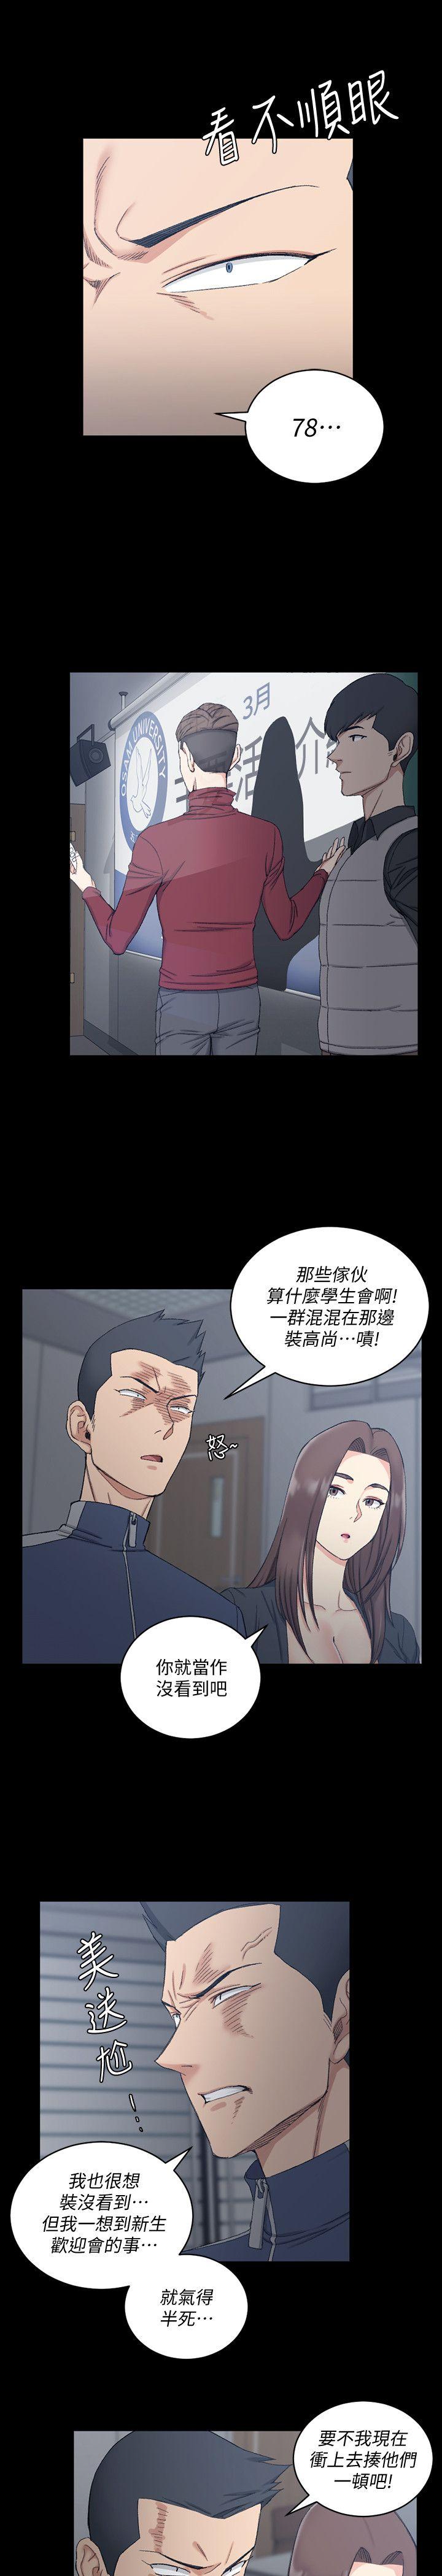 看不順眼
78…
OSAM UNIVERSITY
3月
活
介
那些傢伙
算什麼學生會啊!
一群混混在那邊
裝高尚…嘖!
怒~
你就當作
沒看到吧
美送尬
!…
我也很想
裝沒看到…
但我一想到新生
歡迎會的事…
就氣得
半死…
要不我現在
衝上去揍他們
一頓吧!